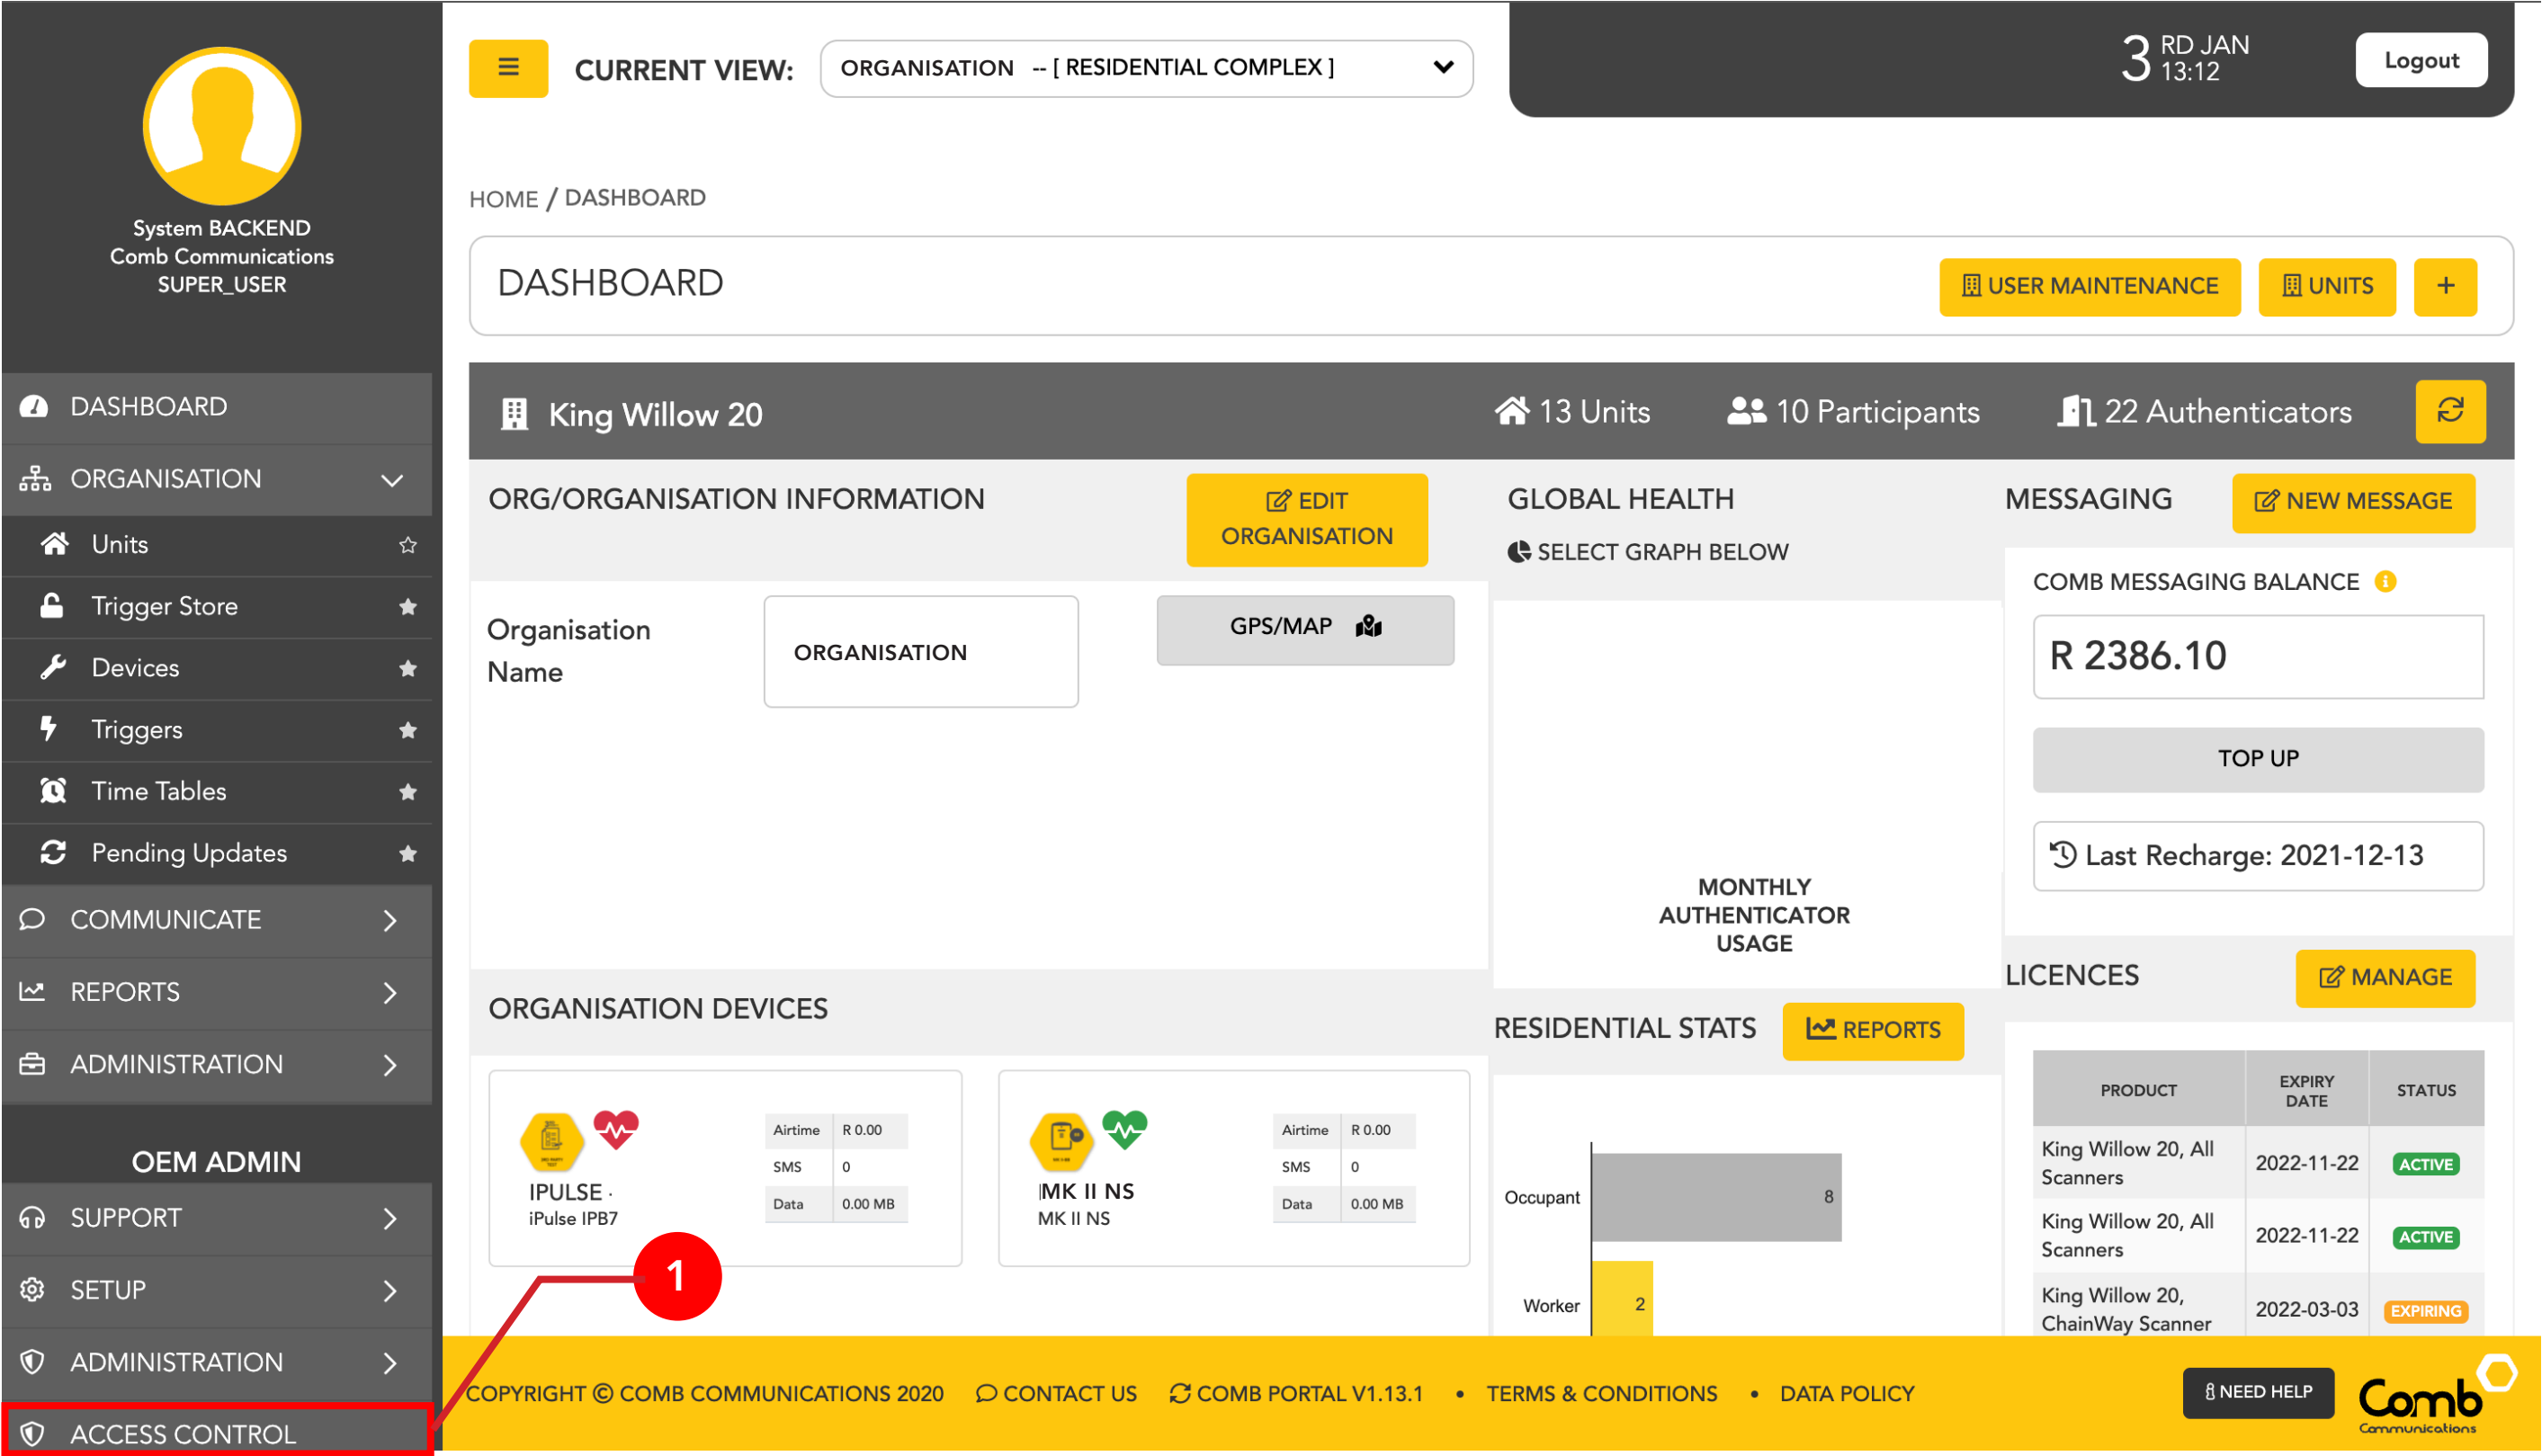 System BACKEND
Comb Communications
SUPER_USER
DASHBOARD
ORGANISATION
Units
Trigger Store
Devices
Triggers
Time Tables
Pending Updates
COMMUNICATE
REPORTS
ADMINISTRATION
OEM ADMIN
SUPPORT
SETUP
ADMINISTRATION
ACCESS CONTROL
1
CURRENT VIEW:
ORGANISATION -- [ RESIDENTIAL COMPLEX ]
3 RD JAN
13:12
Logout
HOME / DASHBOARD
DASHBOARD
USER MAINTENANCE
UNITS
+
King Willow 20
13 Units
10 Participants
22 Authenticators
ORG/ORGANISATION INFORMATION
EDIT
ORGANISATION
Organisation
Name
ORGANISATION
GPS/MAP
ORGANISATION DEVICES
IPULSE ·
iPulse IPB7
Airtime R 0.00
SMS 0
Data 0.00 MB
MK II NS
MK II NS
Airtime R 0.00
SMS 0
Data 0.00 MB
GLOBAL HEALTH
SELECT GRAPH BELOW
MONTHLY
AUTHENTICATOR
USAGE
RESIDENTIAL STATS
REPORTS
Occupant 8
Worker 2
MESSAGING
NEW MESSAGE
COMB MESSAGING BALANCE
R 2386.10
TOP UP
Last Recharge: 2021-12-13
LICENCES
MANAGE
PRODUCT EXPIRY DATE STATUS
King Willow 20, All
Scanners
2022-11-22 ACTIVE
King Willow 20, All
Scanners
2022-11-22 ACTIVE
King Willow 20,
ChainWay Scanner
2022-03-03 EXPIRING
COPYRIGHT © COMB COMMUNICATIONS 2020 CONTACT US COMB PORTAL V1.13.1 • TERMS & CONDITIONS • DATA POLICY
NEED HELP
Comb
Communications